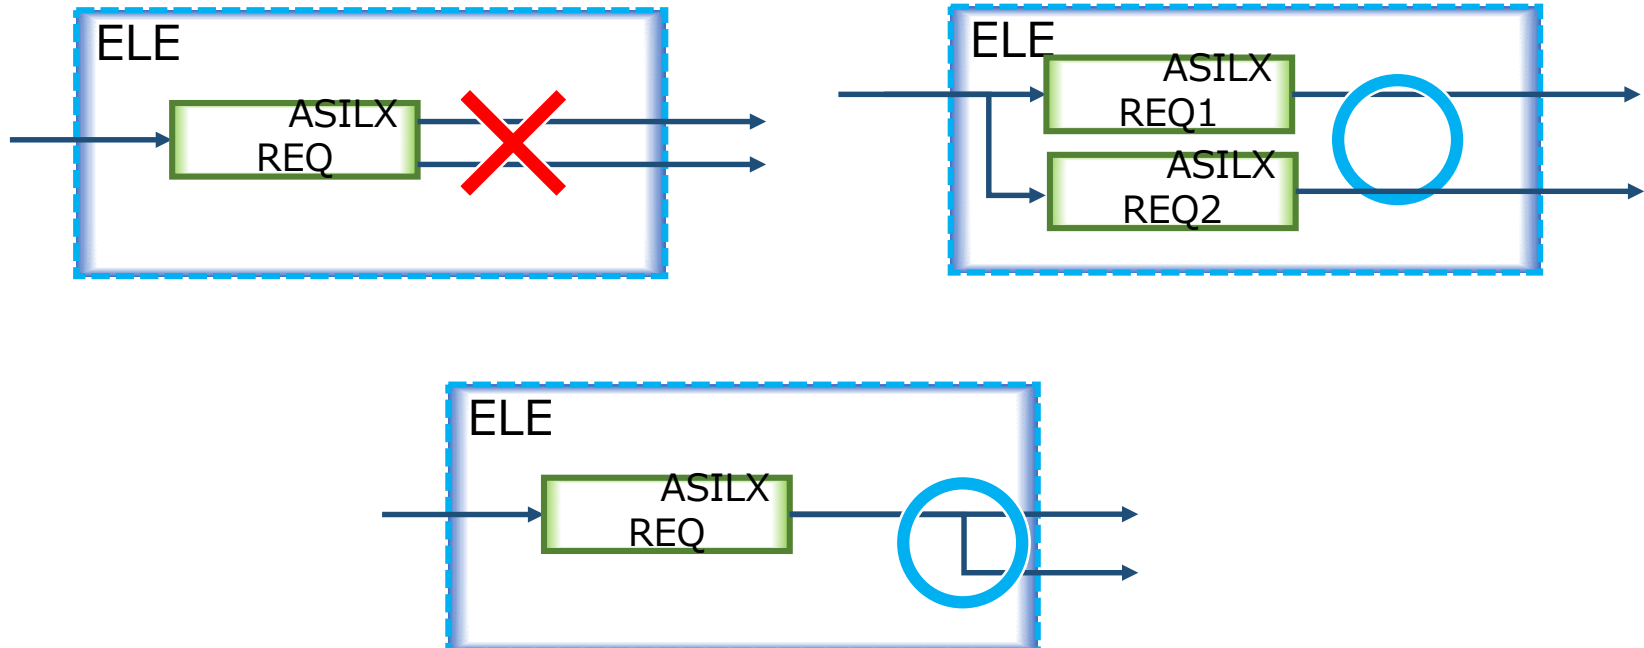 ELE
ASILX
REQ
ELE
ASILX
REQ1
ASILX
REQ2
ELE
ASILX
REQ